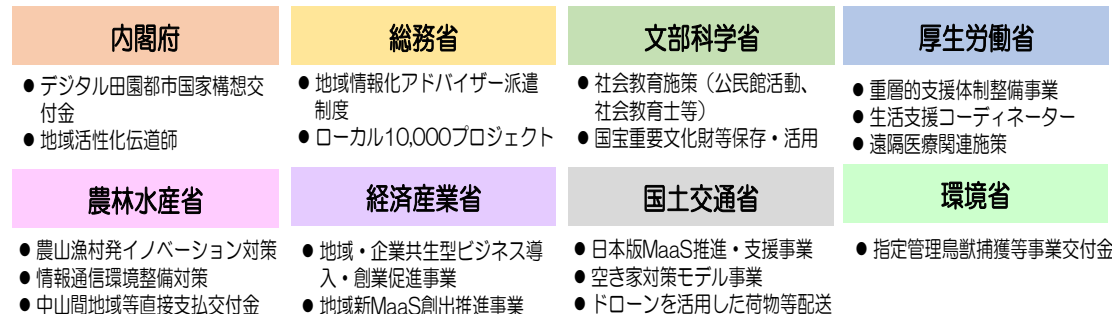 内閣府
● デジタル田園都市国家構想交
付金
● 地域活性化伝道師
総務省
● 地域情報化アドバイザー派遣
制度
● ローカル10,000プロジェクト
文部科学省
● 社会教育施策（公民館活動、
社会教育士等）
● 国宝重要文化財等保存・活用
厚生労働省
● 重層的支援体制整備事業
● 生活支援コーディネーター
● 遠隔医療関連施策
農林水産省
● 農山漁村発イノベーション対策
● 情報通信環境整備対策
● 中山間地域等直接支払交付金
経済産業省
● 地域・企業共生型ビジネス導
入・創業促進事業
● 地域新MaaS創出推進事業
国土交通省
● 日本版MaaS推進・支援事業
● 空き家対策モデル事業
● ドローンを活用した荷物等配送
環境省
● 指定管理鳥獣捕獲等事業交付金